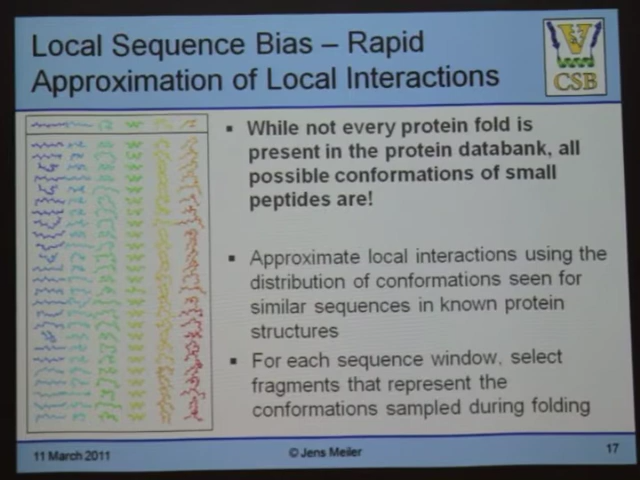 Local Sequence Bias – Rapid
Approximation of Local Interactions
CSB
▪ While not every protein fold is
present in the protein databank, all
possible conformations of small
peptides are!
▪ Approximate local interactions using the
distribution of conformations seen for
similar sequences in known protein
structures
▪ For each sequence window, select
fragments that represent the
conformations sampled during folding
11 March 2011
© Jens Meiler
17